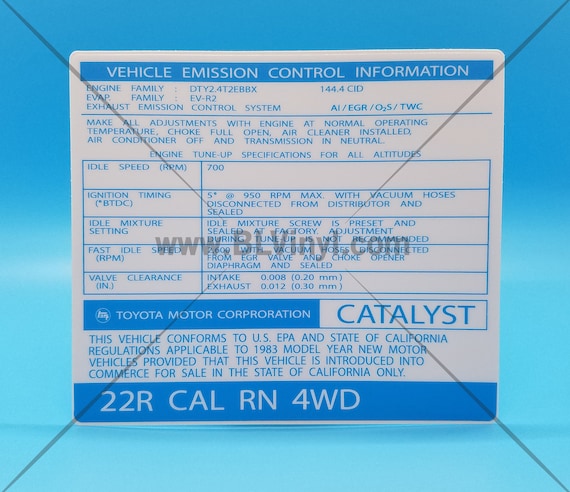 VEHICLE EMISSION CONTROL INFORMATION
ENGINE FAMILY : DTY2.4T2EBBX 144.4 CID
EVAP. FAMILY : EV-R2
EXHAUST EMISSION CONTROL SYSTEM AI/EGR/O2S/TWC
MAKE ALL ADJUSTMENTS WITH ENGINE AT NORMAL OPERATING
TEMPERATURE, CHOKE FULL OPEN, AIR CLEANER INSTALLED,
AIR CONDITIONER OFF AND TRANSMISSION IN NEUTRAL.
ENGINE TUNE-UP SPECIFICATIONS FOR ALL ALTITUDES
IDLE SPEED (RPM) 700
IGNITION TIMING 5° @ 950 RPM MAX. WITH VACUUM HOSES
(°BTDC) DISCONNECTED FROM DISTRIBUTOR AND
SEALED
IDLE MIXTURE IDLE MIXTURE SCREW IS PRESET AND
SETTING SEALED FACTORY. ADJUSTMENT
DURING TUNE UP RECOMMENDED
www.BLVinyl.com
FAST IDLE SPEED 2,600 WITH VACUUM HOSES DISCONNECTED
(RPM) FROM EGR VALVE AND CHOKE OPENER
DIAPHRAGM AND SEALED
VALVE CLEARANCE INTAKE 0.008 (0.20 mm)
(IN.) EXHAUST 0.012 (0.30 mm)
TOYOTA MOTOR CORPORATION CATALYST
THIS VEHICLE CONFORMS TO U.S. EPA AND STATE OF CALIFORNIA
REGULATIONS APPLICABLE TO 1983 MODEL YEAR NEW MOTOR
VEHICLES PROVIDED THAT THIS VEHICLE IS INTRODUCED INTO
COMMERCE FOR SALE IN THE STATE OF CALIFORNIA ONLY.
22R CAL RN 4WD